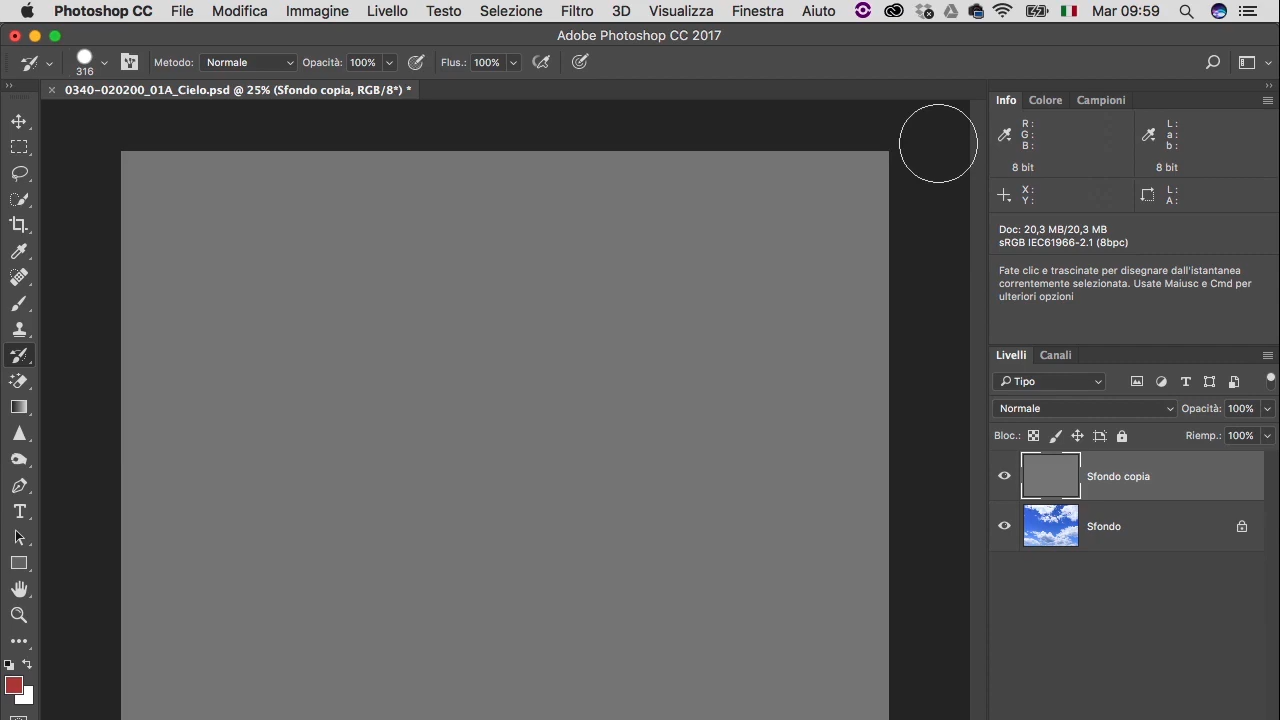 Photoshop CC File Modifica Immagine Livello Testo Selezione Filtro 3D Visualizza Finestra Aiuto Mar 09:59
Adobe Photoshop CC 2017
316 Metodo: Normale Opacità: 100% Flus.: 100%
0340-020200_01A_Cielo.psd @ 25% (Sfondo copia, RGB/8*) *
Info Colore Campioni
R: L:
G: a:
B: b:
8 bit 8 bit
X: L:
Y: A:
Doc: 20,3 MB/20,3 MB
sRGB IEC61966-2.1 (8bpc)
Fate clic e trascinate per disegnare dall'istantanea
correntemente selezionata. Usate Maiusc e Cmd per
ulteriori opzioni
Livelli Canali
Tipo
Normale Opacità: 100%
Bloc.: Riemp.: 100%
Sfondo copia
Sfondo